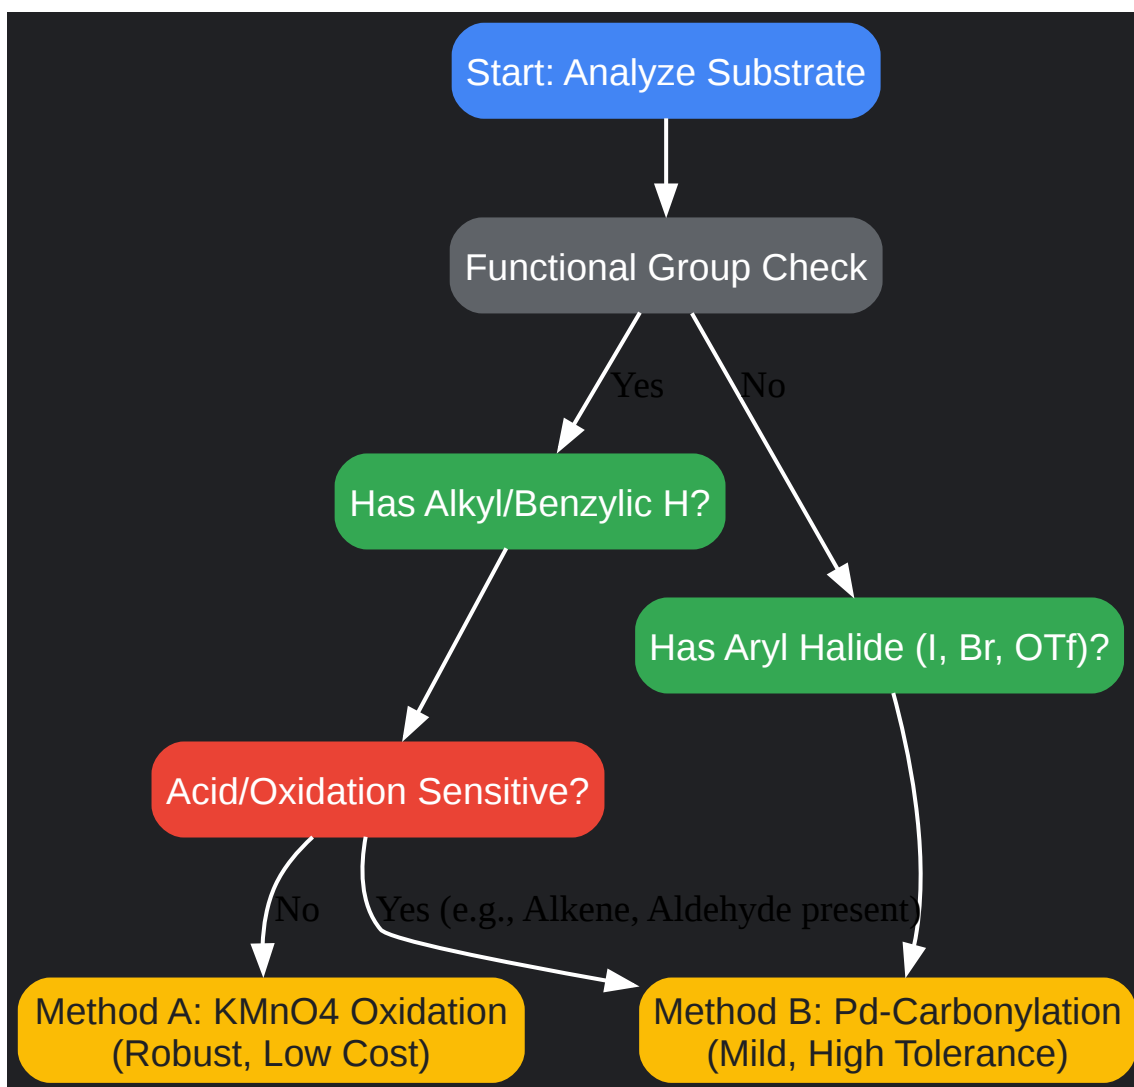 Start: Analyze Substrate
Functional Group Check
Yes
No
Has Alkyl/Benzylic H?
Has Aryl Halide (I, Br, OTf)?
Acid/Oxidation Sensitive?
No
Yes (e.g., Alkene, Aldehyde present)
Method A: KMnO4 Oxidation
(Robust, Low Cost)
Method B: Pd-Carbonylation
(Mild, High Tolerance)